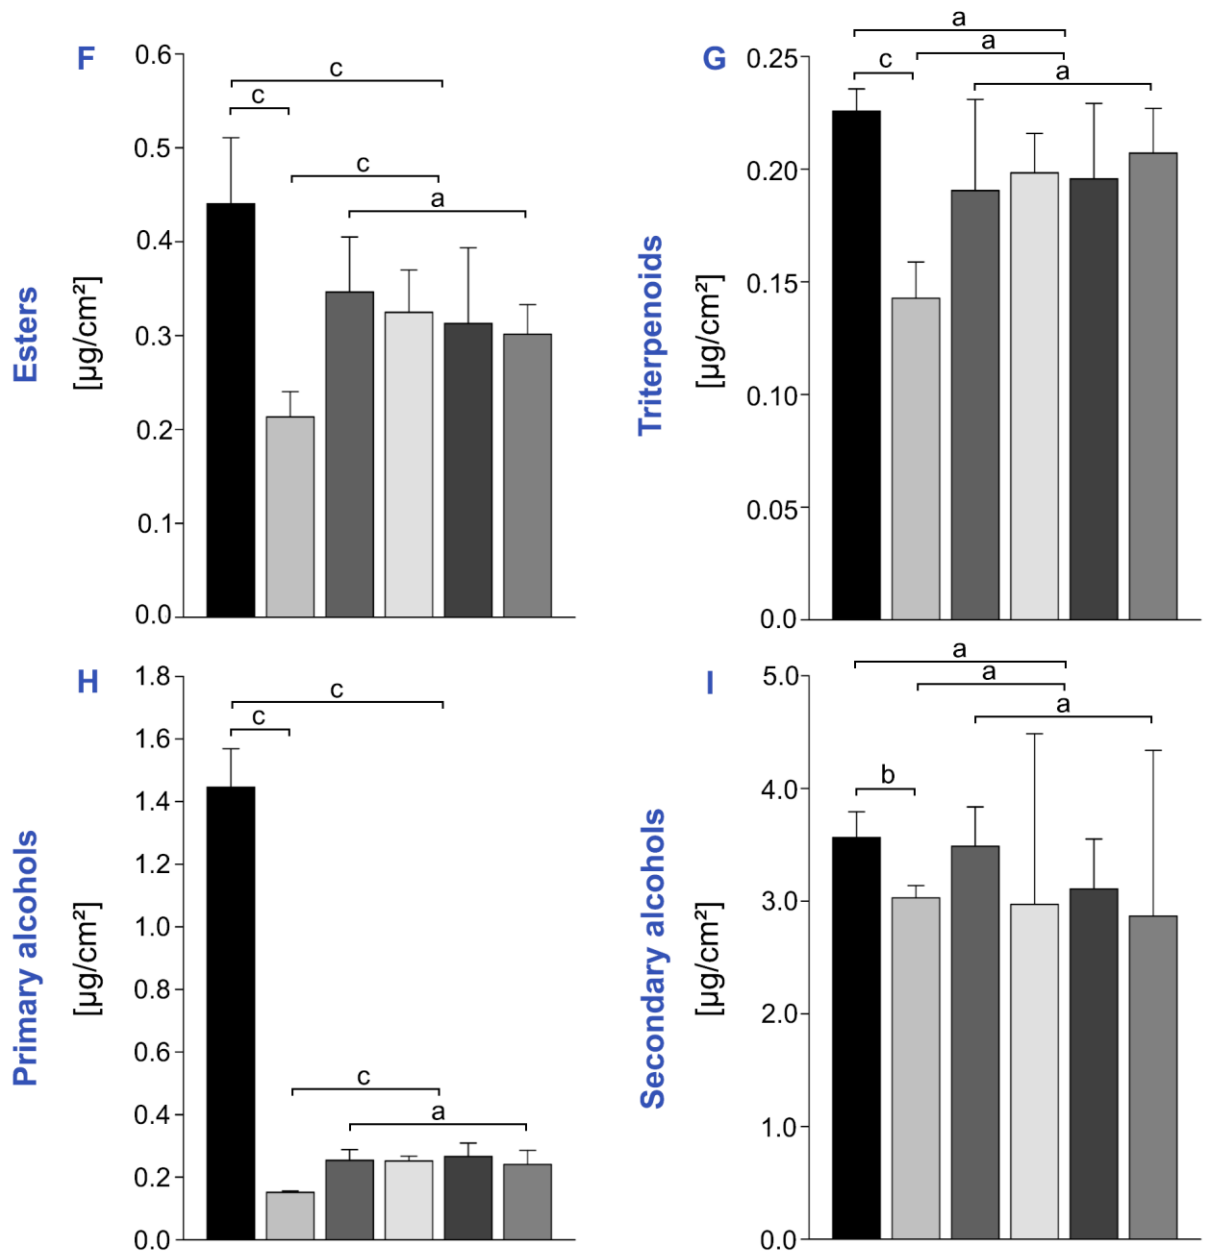 F
Esters
[µg/cm²]
0.6
0.5
0.4
0.3
0.2
0.1
0.0
c
c
c
a
G
Triterpenoids
[µg/cm²]
0.25
0.20
0.15
0.10
0.05
0.0
a
a
c
a
H
Primary alcohols
[µg/cm²]
1.8
1.6
1.4
1.2
1.0
0.8
0.6
0.4
0.2
0.0
c
c
c
a
I
Secondary alcohols
[µg/cm²]
5.0
4.0
3.0
2.0
1.0
0.0
a
a
a
b